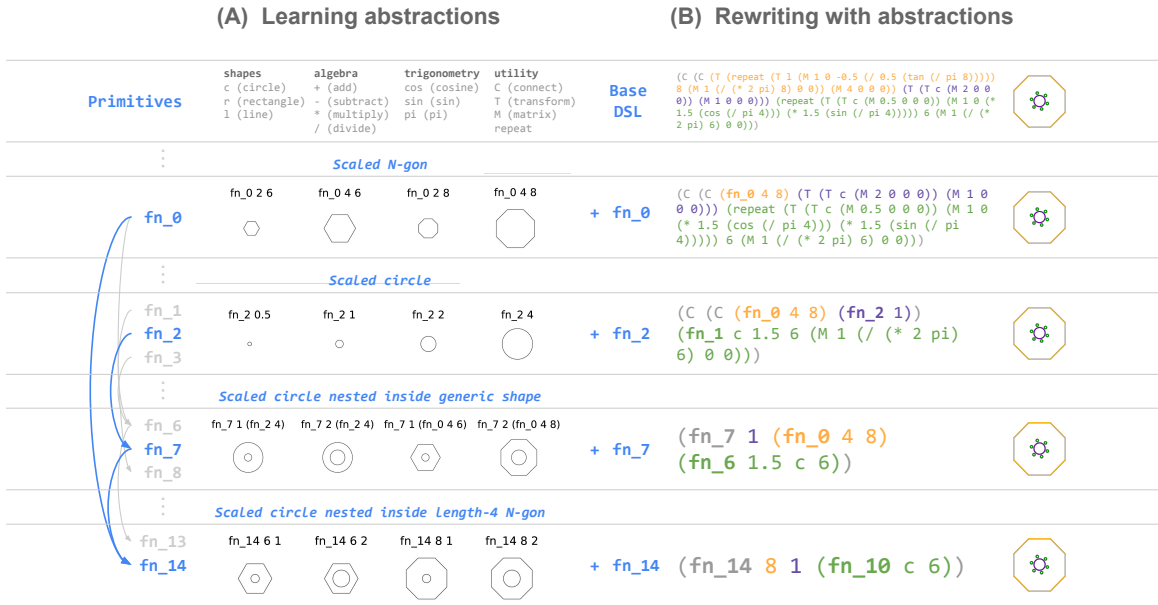 (A) Learning abstractions
(B) Rewriting with abstractions
Primitives
shapes
c (circle)
r (rectangle)
l (line)
algebra
+ (add)
- (subtract)
* (multiply)
/ (divide)
trigonometry
cos (cosine)
sin (sin)
pi (pi)
utility
C (connect)
T (transform)
M (matrix)
repeat
Base
DSL
(C (C (T (repeat (T l (M 1 0 -0.5 (/ 0.5 (tan (/ pi 8)))))
8 (M 1 (/ (* 2 pi) 8) 0 0)) (M 4 0 0 0)) (T (T c (M 2 0 0
0)) (M 1 0 0 0))) (repeat (T (T c (M 0.5 0 0 0)) (M 1 0 (*
1.5 (cos (/ pi 4))) (* 1.5 (sin (/ pi 4))))) 6 (M 1 (/ (*
2 pi) 6) 0 0)))
Scaled N-gon
fn_0
fn_0 2 6
fn_0 4 6
fn_0 2 8
fn_0 4 8
+ fn_0
(C (C (fn_0 4 8) (T (T c (M 2 0 0 0)) (M 1 0
0 0))) (repeat (T (T c (M 0.5 0 0 0)) (M 1 0
(* 1.5 (cos (/ pi 4))) (* 1.5 (sin (/ pi
4))))) 6 (M 1 (/ (* 2 pi) 6) 0 0)))
Scaled circle
fn_1
fn_2
fn_3
fn_2 0.5
fn_2 1
fn_2 2
fn_2 4
+ fn_2
(C (C (fn_0 4 8) (fn_2 1))
(fn_1 c 1.5 6 (M 1 (/ (* 2 pi)
6) 0 0)))
Scaled circle nested inside generic shape
fn_6
fn_7
fn_8
fn_7 1 (fn_2 4)
fn_7 2 (fn_2 4)
fn_7 1 (fn_0 4 6)
fn_7 2 (fn_0 4 8)
+ fn_7
(fn_7 1 (fn_0 4 8)
(fn_6 1.5 c 6))
Scaled circle nested inside length-4 N-gon
fn_13
fn_14
fn_14 6 1
fn_14 6 2
fn_14 8 1
fn_14 8 2
+ fn_14
(fn_14 8 1 (fn_10 c 6))